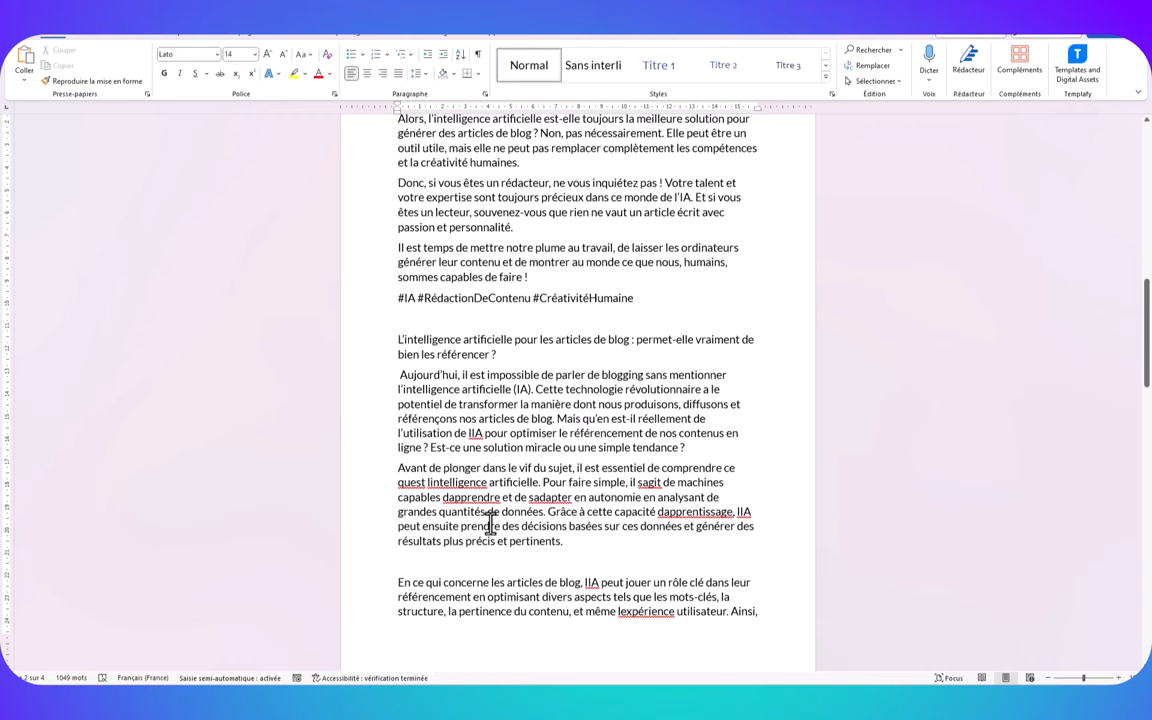 Coller
Couper
Copier
Reproduire la mise en forme
Presse-papiers
Lato
14
Aa
G I S ab x₂ x² A A
Police
Paragraphe
Normal
Sans interli
Titre 1
Titre 2
Titre 3
Styles
Rechercher
Remplacer
Sélectionner
Édition
Dicter
Voix
Rédacteur
Rédacteur
Compléments
Compléments
Templates and
Digital Assets
Templafy
Alors, l'intelligence artificielle est-elle toujours la meilleure solution pour
générer des articles de blog ? Non, pas nécessairement. Elle peut être un
outil utile, mais elle ne peut pas remplacer complètement les compétences
et la créativité humaines.
Donc, si vous êtes un rédacteur, ne vous inquiétez pas ! Votre talent et
votre expertise sont toujours précieux dans ce monde de l'IA. Et si vous
êtes un lecteur, souvenez-vous que rien ne vaut un article écrit avec
passion et personnalité.
Il est temps de mettre notre plume au travail, de laisser les ordinateurs
générer leur contenu et de montrer au monde ce que nous, humains,
sommes capables de faire !
#IA #RédactionDeContenu #CréativitéHumaine
L'intelligence artificielle pour les articles de blog : permet-elle vraiment de
bien les référencer ?
Aujourd'hui, il est impossible de parler de blogging sans mentionner
l'intelligence artificielle (IA). Cette technologie révolutionnaire a le
potentiel de transformer la manière dont nous produisons, diffusons et
référençons nos articles de blog. Mais qu'en est-il réellement de
l'utilisation de lIA pour optimiser le référencement de nos contenus en
ligne ? Est-ce une solution miracle ou une simple tendance ?
Avant de plonger dans le vif du sujet, il est essentiel de comprendre ce
quest lintelligence artificielle. Pour faire simple, il sagit de machines
capables dapprendre et de sadapter en autonomie en analysant de
grandes quantités de données. Grâce à cette capacité dapprentissage, lIA
peut ensuite prendre des décisions basées sur ces données et générer des
résultats plus précis et pertinents.
En ce qui concerne les articles de blog, lIA peut jouer un rôle clé dans leur
référencement en optimisant divers aspects tels que les mots-clés, la
structure, la pertinence du contenu, et même lexpérience utilisateur. Ainsi,
2 sur 4
1049 mots
Français (France)
Saisie semi-automatique : activée
Accessibilité : vérification terminée
Focus